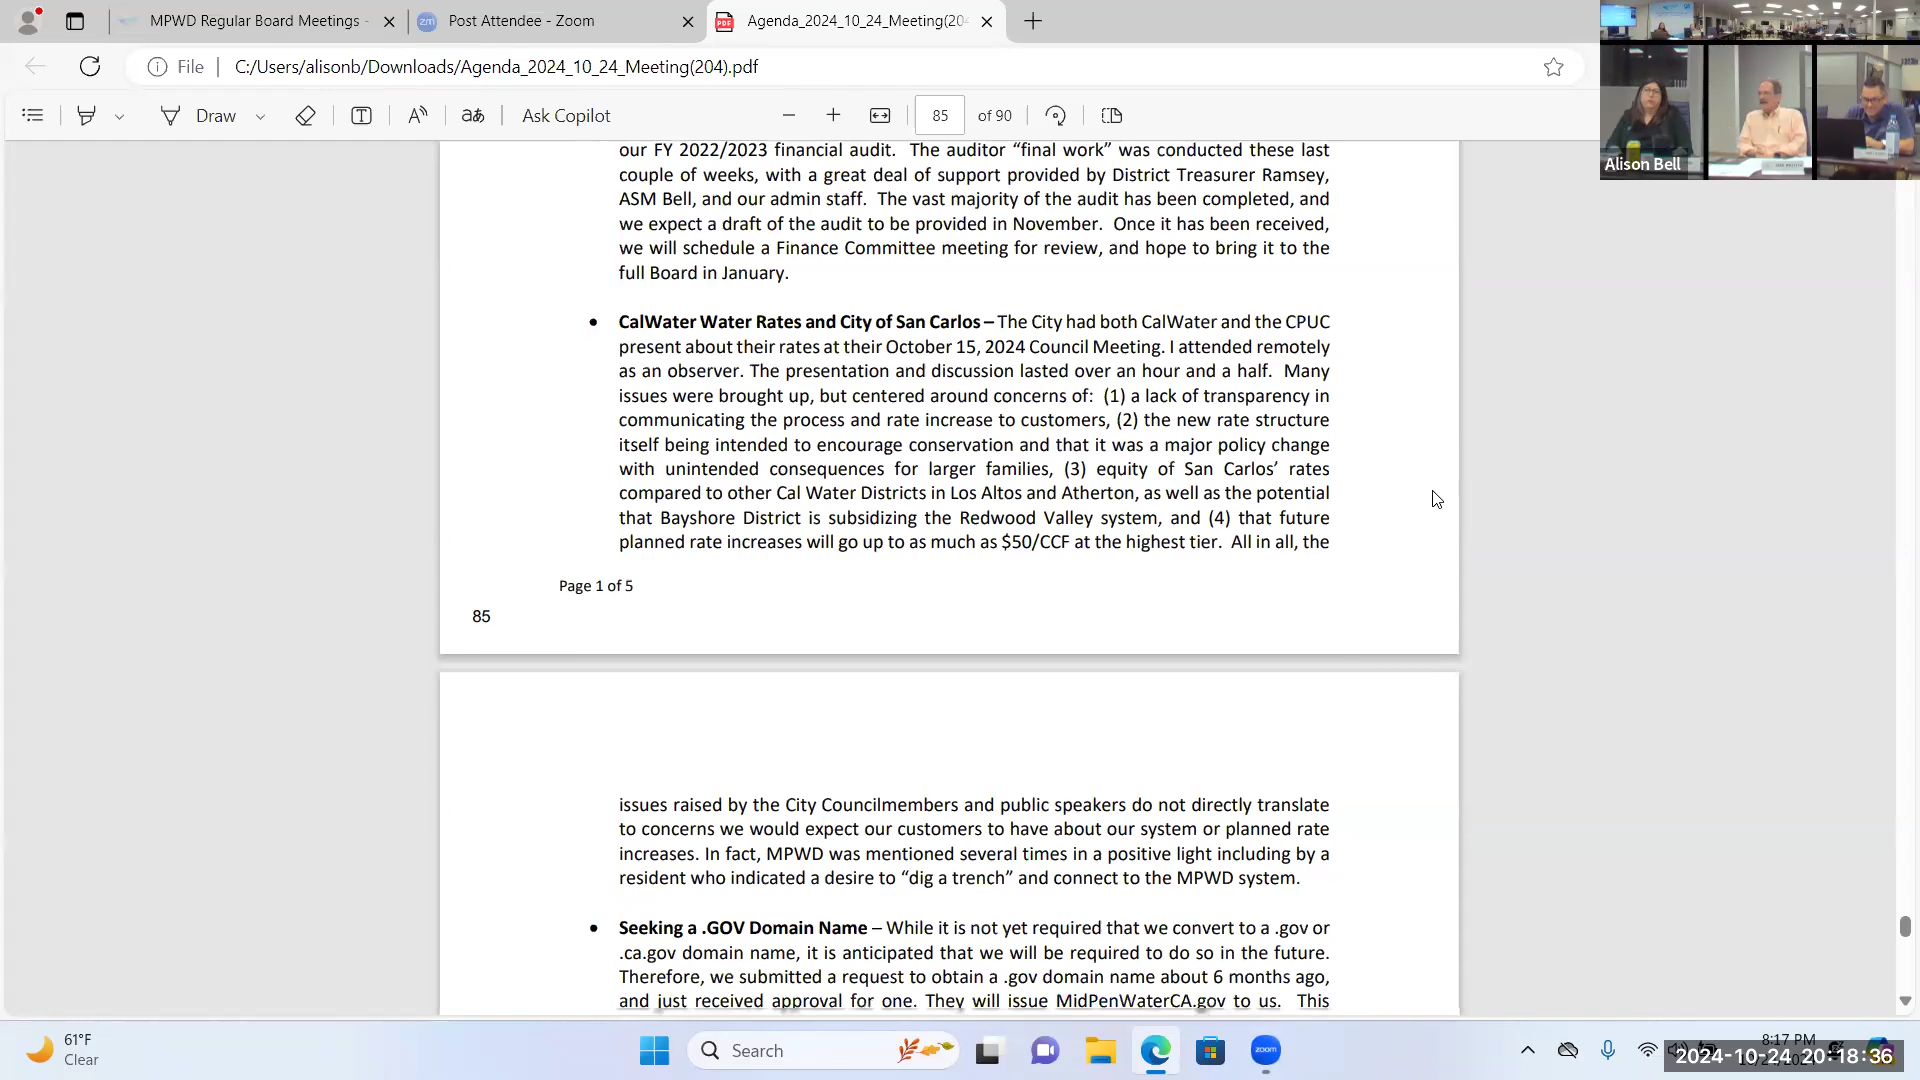 MPWD Regular Board Meetings -
Post Attendee - Zoom
Agenda_2024_10_24_Meeting(20
File
C:/Users/alisonb/Downloads/Agenda_2024_10_24_Meeting(204).pdf
Draw
Ask Copilot
85 of 90
Alison Bell
our FY 2022/2023 financial audit. The auditor “final work” was conducted these last
couple of weeks, with a great deal of support provided by District Treasurer Ramsey,
ASM Bell, and our admin staff. The vast majority of the audit has been completed, and
we expect a draft of the audit to be provided in November. Once it has been received,
we will schedule a Finance Committee meeting for review, and hope to bring it to the
full Board in January.
• CalWater Water Rates and City of San Carlos – The City had both CalWater and the CPUC
present about their rates at their October 15, 2024 Council Meeting. I attended remotely
as an observer. The presentation and discussion lasted over an hour and a half. Many
issues were brought up, but centered around concerns of: (1) a lack of transparency in
communicating the process and rate increase to customers, (2) the new rate structure
itself being intended to encourage conservation and that it was a major policy change
with unintended consequences for larger families, (3) equity of San Carlos’ rates
compared to other Cal Water Districts in Los Altos and Atherton, as well as the potential
that Bayshore District is subsidizing the Redwood Valley system, and (4) that future
planned rate increases will go up to as much as $50/CCF at the highest tier. All in all, the
Page 1 of 5
85
issues raised by the City Councilmembers and public speakers do not directly translate
to concerns we would expect our customers to have about our system or planned rate
increases. In fact, MPWD was mentioned several times in a positive light including by a
resident who indicated a desire to “dig a trench” and connect to the MPWD system.
• Seeking a .GOV Domain Name – While it is not yet required that we convert to a .gov or
.ca.gov domain name, it is anticipated that we will be required to do so in the future.
Therefore, we submitted a request to obtain a .gov domain name about 6 months ago,
and just received approval for one. They will issue MidPenWaterCA.gov to us. This
61°F
Clear
Search
zoom
8:17 PM
2024-10-24 20:18:36